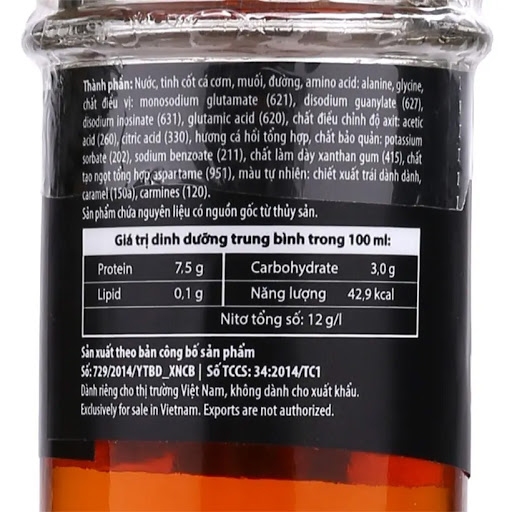 Thành phần: Nước, tinh cốt cá cơm, muối, đường, amino acid: alanine, glycine,
chất điều vị: monosodium glutamate (621), disodium guanylate (627),
disodium inosinate (631), glutamic acid (620), chất điều chỉnh độ axit: acetic
acid (260), citric acid (330), hương cá hồi tổng hợp, chất bảo quản: potassium
sorbate (202), sodium benzoate (211), chất làm dày xanthan gum (415), chất
tạo ngọt tổng hợp aspartame (951), màu tự nhiên: chiết xuất trái dành dành,
caramel (150a), carmines (120).
Sản phẩm chứa nguyên liệu có nguồn gốc từ thủy sản.
Giá trị dinh dưỡng trung bình trong 100 ml:
Protein 7,5 g Carbohydrate 3,0 g
Lipid 0,1 g Năng lượng 42,9 kcal
Nitơ tổng số: 12 g/l
Sản xuất theo bản công bố sản phẩm
Số: 729/2014/YTBD_XNCB | Số TCCS: 34:2014/TC1
Dành riêng cho thị trường Việt Nam, không dành cho xuất khẩu.
Exclusively for sale in Vietnam. Exports are not authorized.